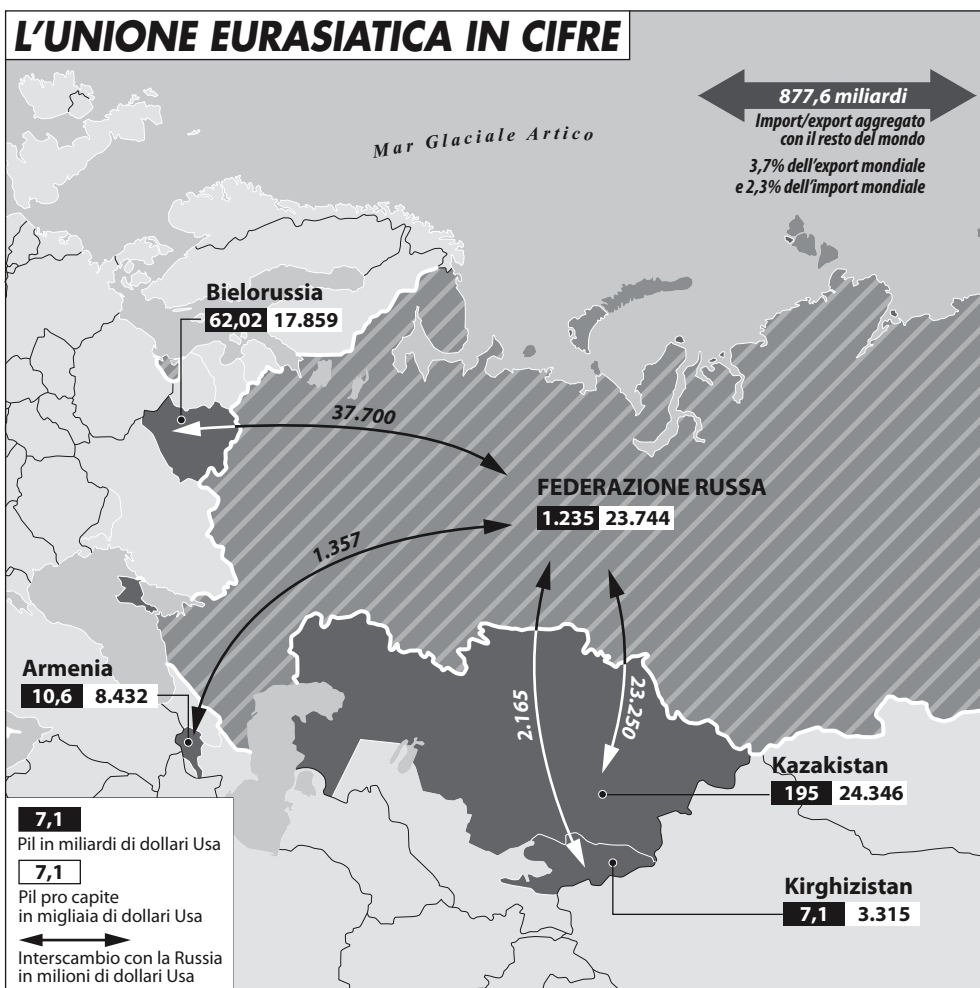 L'UNIONE EURASIATICA IN CIFRE
877,6 miliardi
Import/export aggregato
con il resto del mondo
3,7% dell'export mondiale
e 2,3% dell'import mondiale
Mar Glaciale Artico
Bielorussia
62,02 17.859
37.700
FEDERAZIONE RUSSA
1.235 23.744
1.357
Armenia
10,6 8.432
2.165
23.250
Kazakistan
195 24.346
Kirghizistan
7,1 3.315
7,1
Pil in miliardi di dollari Usa
7,1
Pil pro capite
in migliaia di dollari Usa
Interscambio con la Russia
in milioni di dollari Usa